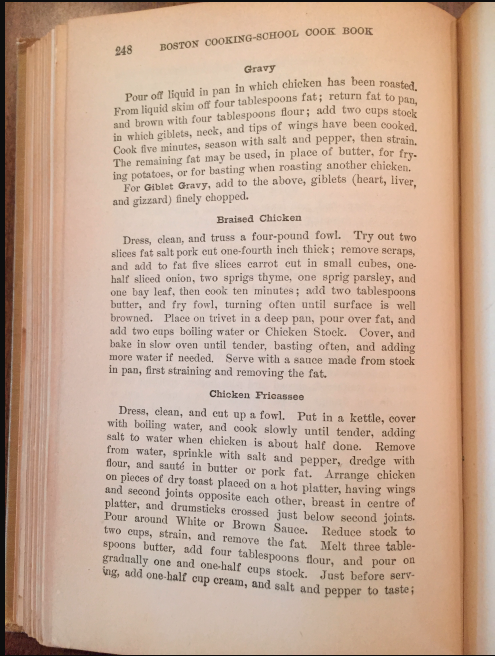 248 BOSTON COOKING-SCHOOL COOK BOOK
Gravy
Pour off liquid in pan in which chicken has been roasted.
From liquid skim off four tablespoons fat; return fat to pan,
and brown with four tablespoons flour; add two cups stock
in which giblets, neck, and tips of wings have been cooked.
Cook five minutes, season with salt and pepper, then strain.
The remaining fat may be used, in place of butter, for fry-
ing potatoes, or for basting when roasting another chicken.
For Giblet Gravy, add to the above, giblets (heart, liver,
and gizzard) finely chopped.
Braised Chicken
Dress, clean, and truss a four-pound fowl. Try out two
slices fat salt pork cut one-fourth inch thick; remove scraps,
and add to fat five slices carrot cut in small cubes, one-
half sliced onion, two sprigs thyme, one sprig parsley, and
one bay leaf, then cook ten minutes; add two tablespoons
butter, and fry fowl, turning often until surface is well
browned. Place on trivet in a deep pan, pour over fat, and
add two cups boiling water or Chicken Stock. Cover, and
bake in slow oven until tender, basting often, and adding
more water if needed. Serve with a sauce made from stock
in pan, first straining and removing the fat.
Chicken Fricassee
Dress, clean, and cut up a fowl. Put in a kettle, cover
with boiling water, and cook slowly until tender, adding
salt to water when chicken is about half done. Remove
from water, sprinkle with salt and pepper, dredge with
flour, and sauté in butter or pork fat. Arrange chicken
on pieces of dry toast placed on a hot platter, having wings
and second joints opposite each other, breast in centre of
platter, and drumsticks crossed just below second joints.
Pour around White or Brown Sauce. Reduce stock to
two cups, strain, and remove the fat. Melt three table-
spoons butter, add four tablespoons flour, and pour on
gradually one and one-half cups stock. Just before serv-
ing, add one-half cup cream, and salt and pepper to taste;